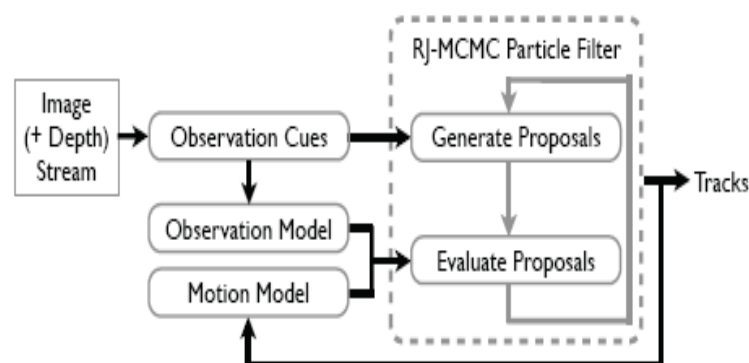 RJ-MCMC Particle Filter
Image
(+ Depth)
Stream
Observation Cues
Generate Proposals
Tracks
Observation Model
Evaluate Proposals
Motion Model